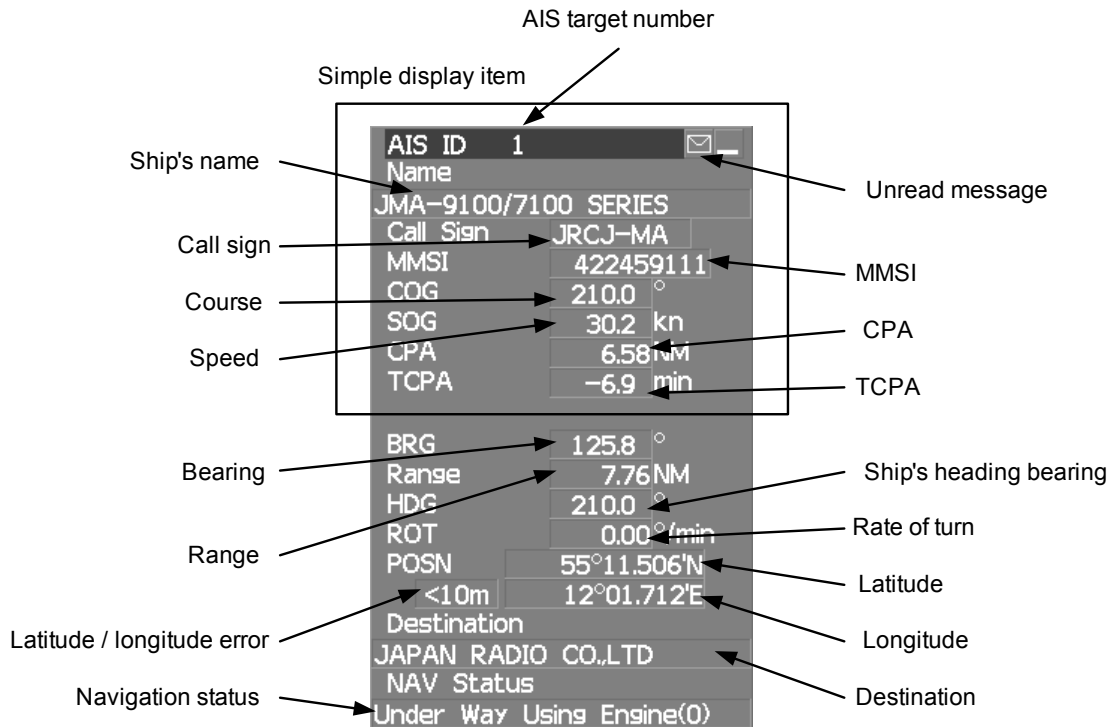 AIS target number
Simple display item
AIS ID 1
Ship's name
Name
Unread message
JMA-9100/7100 SERIES
Call sign
Call Sign JRCJ-MA
MMSI 422459111
MMSI
Course
COG 210.0 °
SOG 30.2 kn
CPA
Speed
CPA 6.58 NM
TCPA -6.9 min
TCPA
BRG 125.8 °
Bearing
Range 7.76 NM
Ship's heading bearing
HDG 210.0 °
Rate of turn
ROT 0.00 °/min
Range
POSN 55°11.506'N
Latitude
<10m 12°01.712'E
Latitude / longitude error
Longitude
Destination
JAPAN RADIO CO.,LTD
NAV Status
Navigation status
Destination
Under Way Using Engine(0)